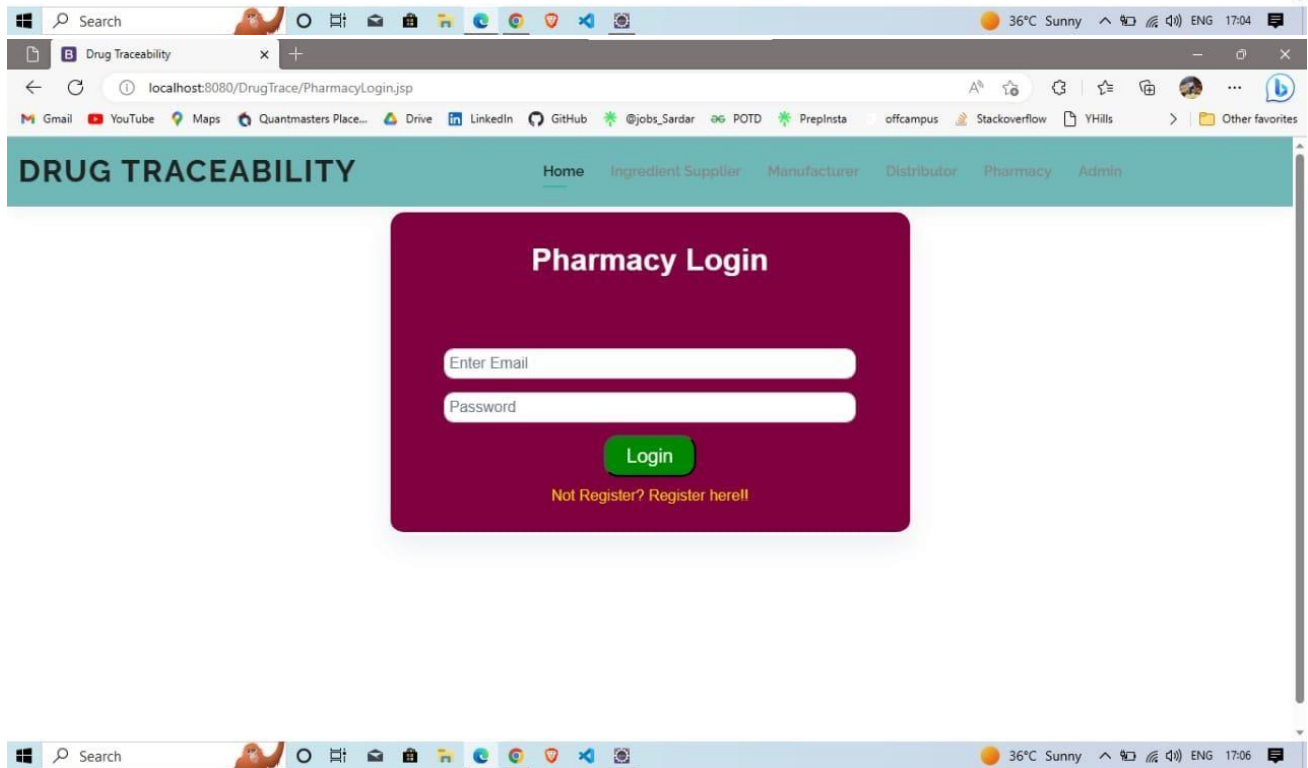 Search
36°C Sunny ENG 17:04
Drug Traceability
localhost:8080/DrugTrace/PharmacyLogin.jsp
Gmail YouTube Maps Quantmasters Place... Drive LinkedIn GitHub @jobs_Sardar POTD PrepInsta offcampus Stackoverflow YHills Other favorites
DRUG TRACEABILITY Home Ingredient Supplier Manufacturer Distributor Pharmacy Admin
Pharmacy Login
Enter Email
Password
Login
Not Register? Register here!!
Search
36°C Sunny ENG 17:06